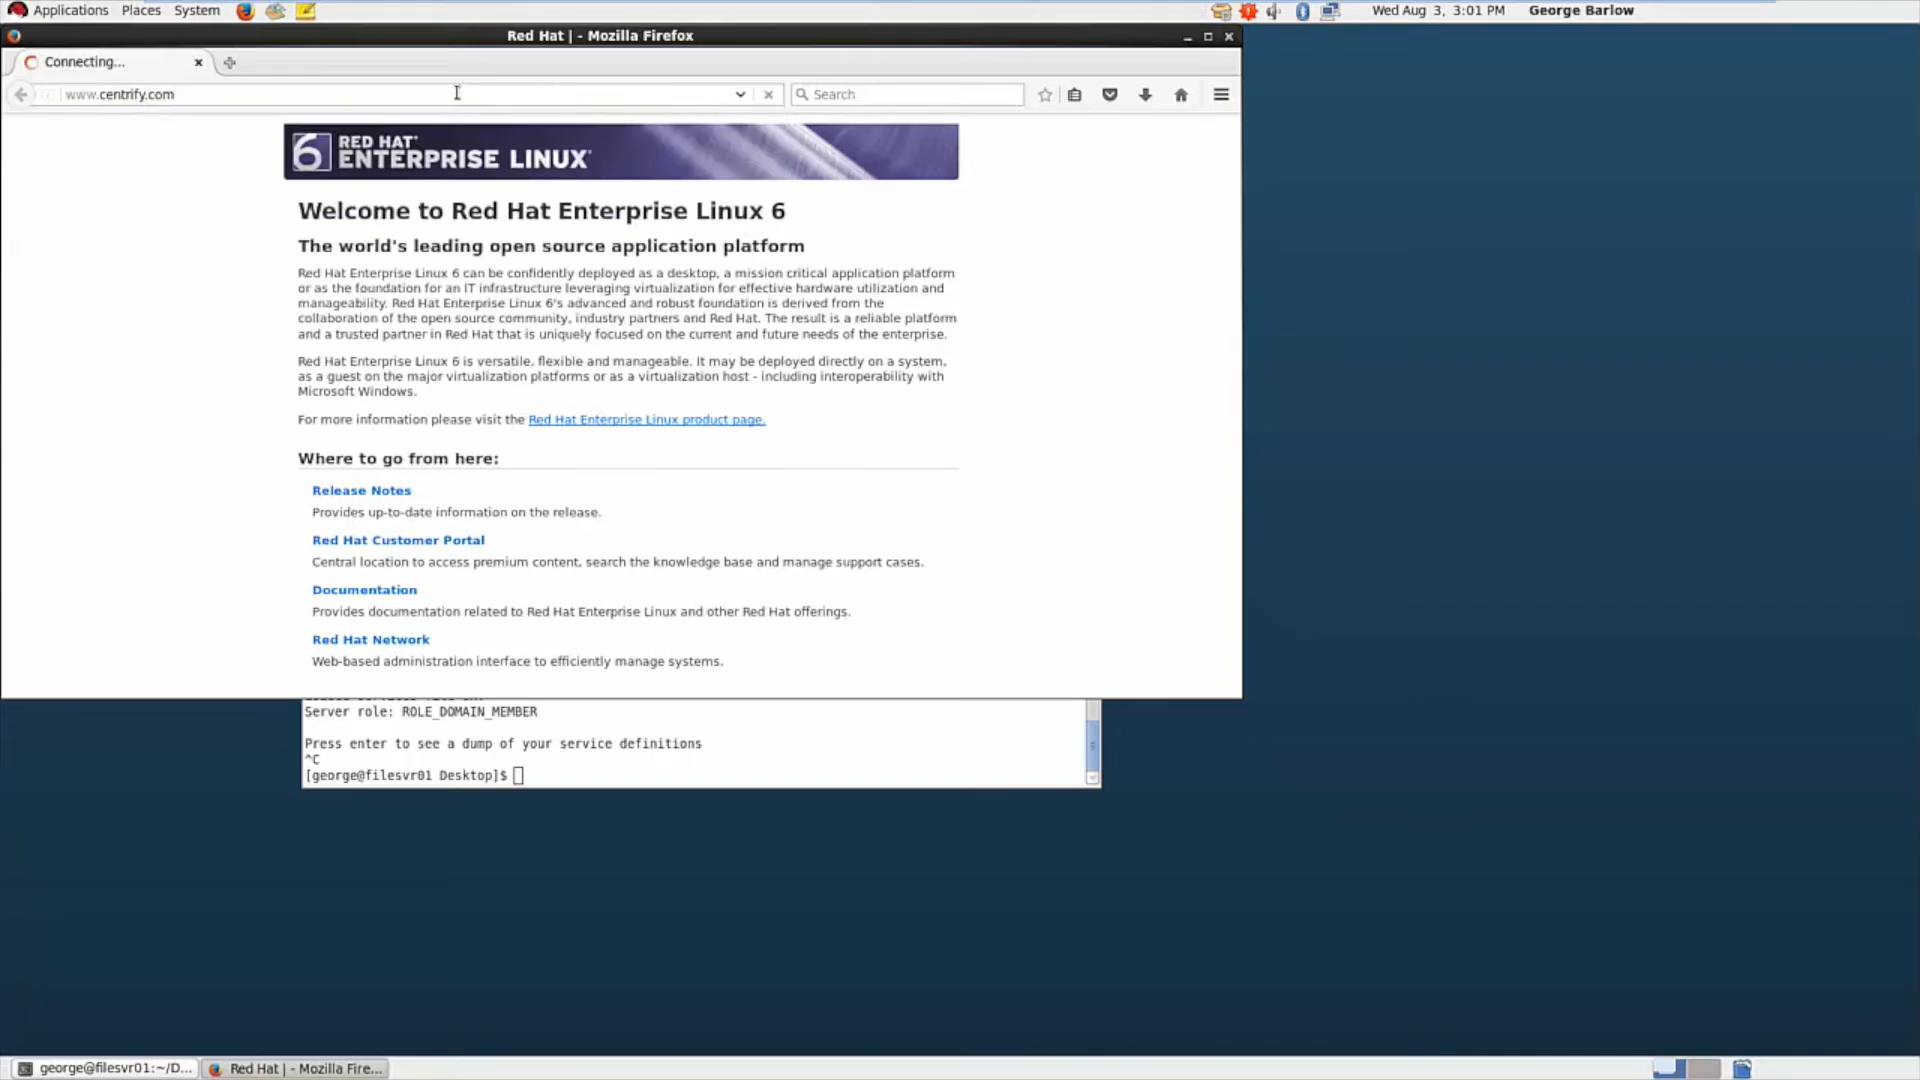 Applications Places System
Wed Aug 3, 3:01 PM George Barlow
Red Hat | - Mozilla Firefox
Connecting...
www.centrify.com
Search
6 RED HAT
ENTERPRISE LINUX
Welcome to Red Hat Enterprise Linux 6
The world's leading open source application platform
Red Hat Enterprise Linux 6 can be confidently deployed as a desktop, a mission critical application platform
or as the foundation for an IT infrastructure leveraging virtualization for effective hardware utilization and
manageability. Red Hat Enterprise Linux 6's advanced and robust foundation is derived from the
collaboration of the open source community, industry partners and Red Hat. The result is a reliable platform
and a trusted partner in Red Hat that is uniquely focused on the current and future needs of the enterprise.
Red Hat Enterprise Linux 6 is versatile, flexible and manageable. It may be deployed directly on a system,
as a guest on the major virtualization platforms or as a virtualization host - including interoperability with
Microsoft Windows.
For more information please visit the Red Hat Enterprise Linux product page.
Where to go from here:
Release Notes
Provides up-to-date information on the release.
Red Hat Customer Portal
Central location to access premium content, search the knowledge base and manage support cases.
Documentation
Provides documentation related to Red Hat Enterprise Linux and other Red Hat offerings.
Red Hat Network
Web-based administration interface to efficiently manage systems.
Server role: ROLE_DOMAIN_MEMBER
Press enter to see a dump of your service definitions
^C
[george@filesvr01 Desktop]$
george@filesvr01:~/D...
Red Hat | - Mozilla Fire...